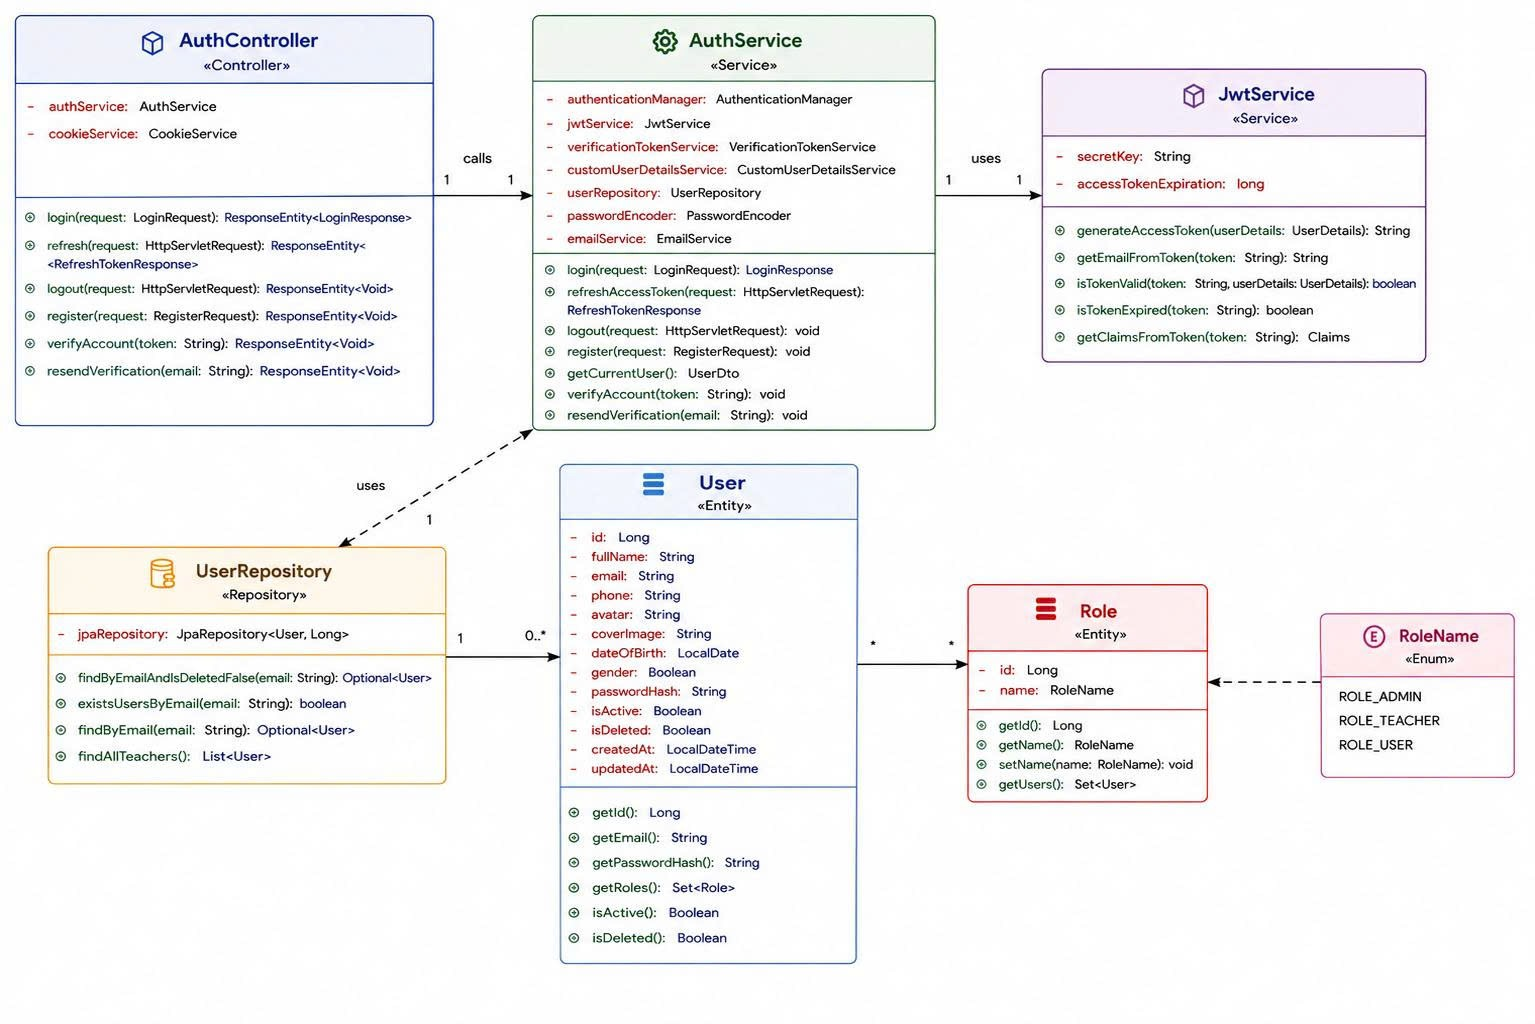 AuthController
«Controller»
- authService: AuthService
- cookieService: CookieService
login(request: LoginRequest): ResponseEntity<LoginResponse>
refresh(request: HttpServletRequest): ResponseEntity<
<RefreshTokenResponse>
logout(request: HttpServletRequest): ResponseEntity<Void>
register(request: RegisterRequest): ResponseEntity<Void>
verifyAccount(token: String): ResponseEntity<Void>
resendVerification(email: String): ResponseEntity<Void>
calls
1 1
AuthService
«Service»
- authenticationManager: AuthenticationManager
- jwtService: JwtService
- verificationTokenService: VerificationTokenService
- customUserDetailsService: CustomUserDetailsService
- userRepository: UserRepository
- passwordEncoder: PasswordEncoder
- emailService: EmailService
login(request: LoginRequest): LoginResponse
refreshAccessToken(request: HttpServletRequest):
RefreshTokenResponse
logout(request: HttpServletRequest): void
register(request: RegisterRequest): void
getCurrentUser(): UserDto
verifyAccount(token: String): void
resendVerification(email: String): void
uses
1 1
JwtService
«Service»
- secretKey: String
- accessTokenExpiration: long
generateAccessToken(userDetails: UserDetails): String
getEmailFromToken(token: String): String
isTokenValid(token: String, userDetails: UserDetails): boolean
isTokenExpired(token: String): boolean
getClaimsFromToken(token: String): Claims
uses
1
UserRepository
«Repository»
- jpaRepository: JpaRepository<User, Long>
findByEmailAndIsDeletedFalse(email: String): Optional<User>
existsUsersByEmail(email: String): boolean
findByEmail(email: String): Optional<User>
findAllTeachers(): List<User>
1 0..*
User
«Entity»
- id: Long
- fullName: String
- email: String
- phone: String
- avatar: String
- coverImage: String
- dateOfBirth: LocalDate
- gender: Boolean
- passwordHash: String
- isActive: Boolean
- isDeleted: Boolean
- createdAt: LocalDateTime
- updatedAt: LocalDateTime
getId(): Long
getEmail(): String
getPasswordHash(): String
getRoles(): Set<Role>
isActive(): Boolean
isDeleted(): Boolean
* *
Role
«Entity»
- id: Long
- name: RoleName
getId(): Long
getName(): RoleName
setName(name: RoleName): void
getUsers(): Set<User>
E RoleName
«Enum»
ROLE_ADMIN
ROLE_TEACHER
ROLE_USER